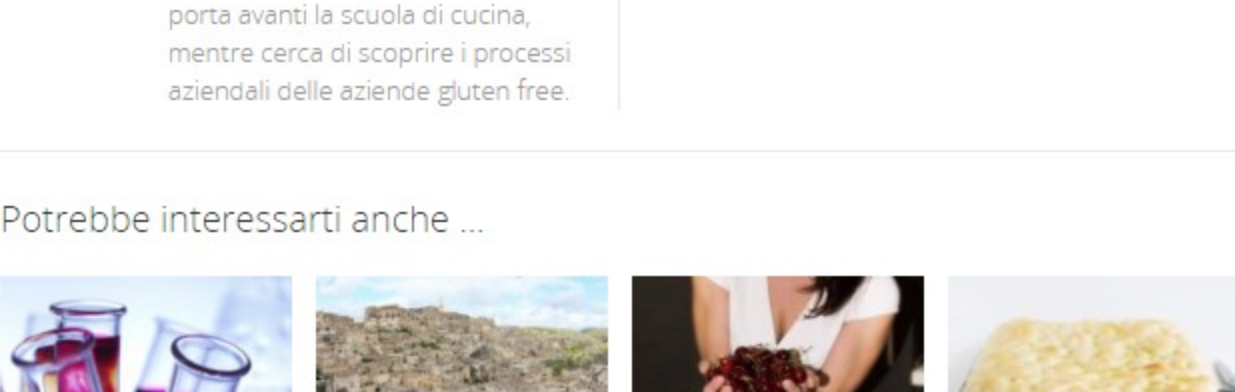 porta avanti la scuola di cucina,
mentre cerca di scoprire i processi
aziendali delle aziende gluten free.
Potrebbe interessarti anche ...